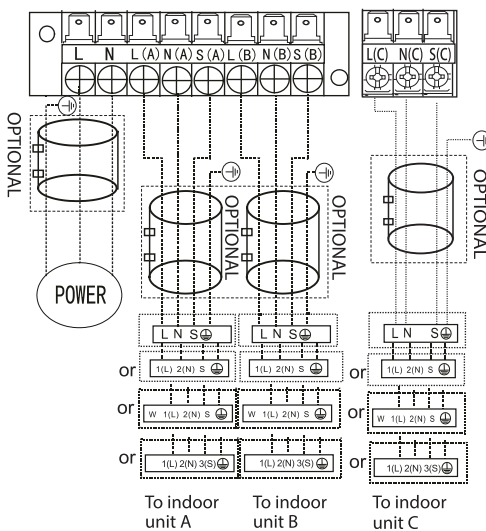 L N L (A) N (A) S (A) L (B) N (B) S (B)
L(C) N(C) S(C)
OPTIONAL
OPTIONAL
OPTIONAL
OPTIONAL
POWER
L N S
L N S
L N S
or 1(L) 2(N) S
1(L) 2(N) S
or 1(L) 2(N) S
or W 1(L) 2(N) S
W 1(L) 2(N) S
or W 1(L) 2(N) S
or 1(L) 2(N) 3(S)
1(L) 2(N) 3(S)
or 1(L) 2(N) 3(S)
To indoor
unit A
To indoor
unit B
To indoor
unit C